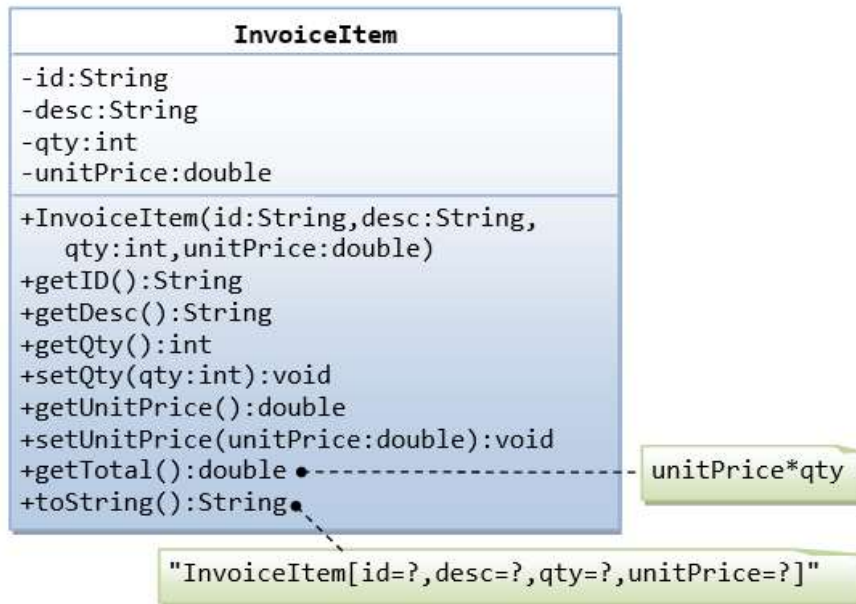 InvoiceItem
-id:String
-desc:String
-qty:int
-unitPrice:double
+InvoiceItem(id:String,desc:String,
qty:int,unitPrice:double)
+getID():String
+getDesc():String
+getQty():int
+setQty(qty:int):void
+getUnitPrice():double
+setUnitPrice(unitPrice:double):void
+getTotal():double
unitPrice*qty
+toString():String
"InvoiceItem[id=?,desc=?,qty=?,unitPrice=?]"